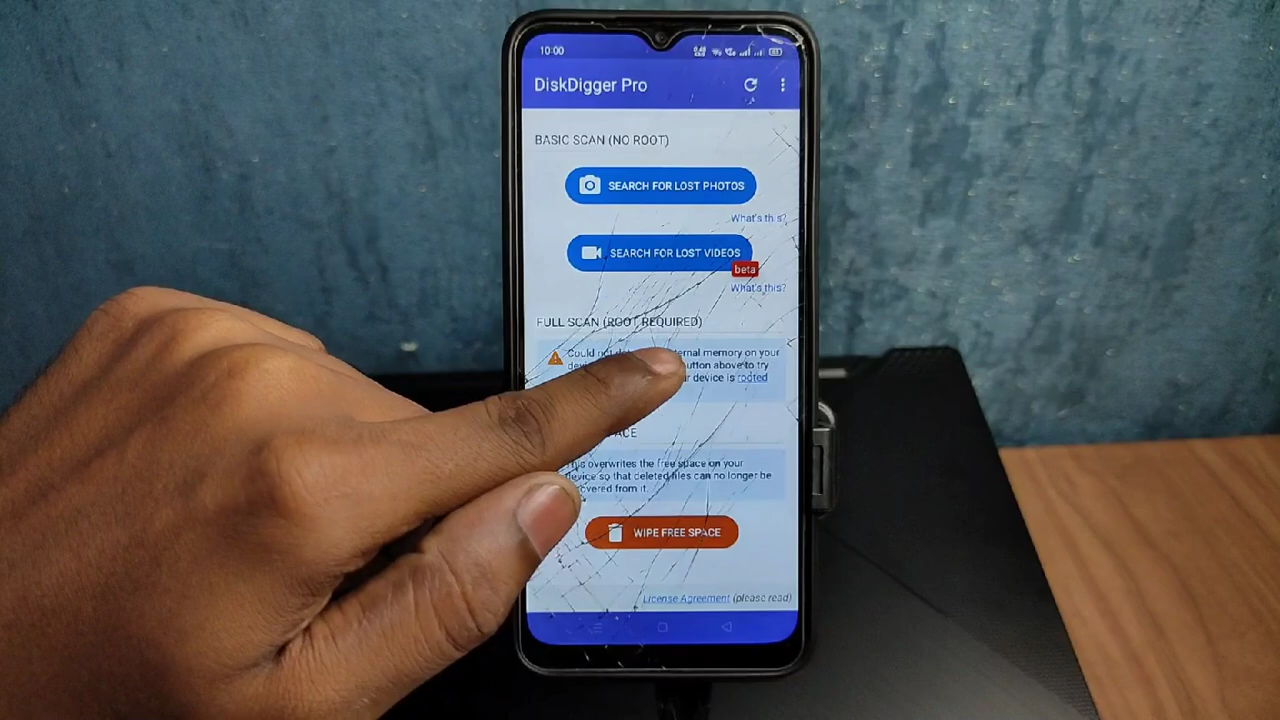 10:00
DiskDigger Pro
BASIC SCAN (NO ROOT)
SEARCH FOR LOST PHOTOS
What's this?
SEARCH FOR LOST VIDEOS
beta
What's this?
FULL SCAN (ROOT REQUIRED)
Could not memory on your
above to try
device is rooted
This overwrites the free space on your
device so that deleted files can no longer be
from it.
WIPE FREE SPACE
License Agreement (please read)